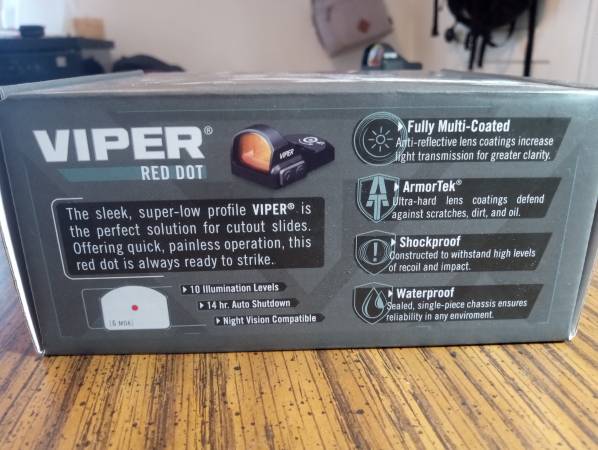 VIPER®
RED DOT
VIPER
The sleek, super-low profile VIPER® is
the perfect solution for cutout slides.
Offering quick, painless operation, this
red dot is always ready to strike.
10 Illumination Levels
14 hr. Auto Shutdown
Night Vision Compatible
(6 MOA)
Fully Multi-Coated
Anti-reflective lens coatings increase
light transmission for greater clarity.
ArmorTek®
Ultra-hard lens coatings defend
against scratches, dirt, and oil.
Shockproof
Constructed to withstand high levels
of recoil and impact.
Waterproof
Sealed, single-piece chassis ensures
reliability in any enviroment.